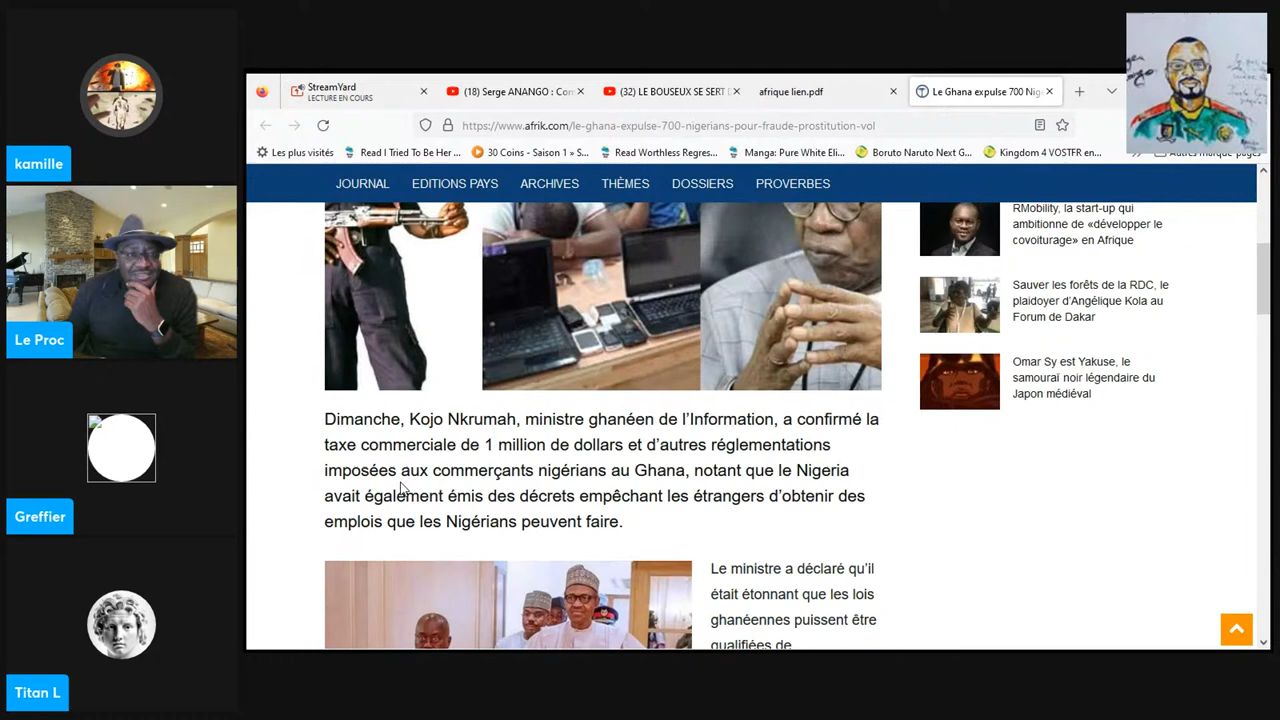 kamille
Le Proc
Greffier
Titan L
StreamYard
LECTURE EN COURS
(18) Serge ANANGO : Con
(32) LE BOUSEUX SE SERT D
afrique lien.pdf
Le Ghana expulse 700 Nige
https://www.afrik.com/le-ghana-expulse-700-nigerians-pour-fraude-prostitution-vol
Les plus visités
Read I Tried To Be Her ...
30 Coins - Saison 1 » S...
Read Worthless Regres...
Manga: Pure White Eli...
Boruto Naruto Next G...
Kingdom 4 VOSTFR en...
Autres marque-pages
JOURNAL EDITIONS PAYS ARCHIVES THÈMES DOSSIERS PROVERBES
Dimanche, Kojo Nkrumah, ministre ghanéen de l’Information, a confirmé la
taxe commerciale de 1 million de dollars et d’autres réglementations
imposées aux commerçants nigérians au Ghana, notant que le Nigeria
avait également émis des décrets empêchant les étrangers d’obtenir des
emplois que les Nigérians peuvent faire.
Le ministre a déclaré qu’il
était étonnant que les lois
ghanéennes puissent être
qualifiées de
RMobility, la start-up qui
ambitionne de «développer le
covoiturage» en Afrique
Sauver les forêts de la RDC, le
plaidoyer d’Angélique Kola au
Forum de Dakar
Omar Sy est Yakuse, le
samouraï noir légendaire du
Japon médiéval